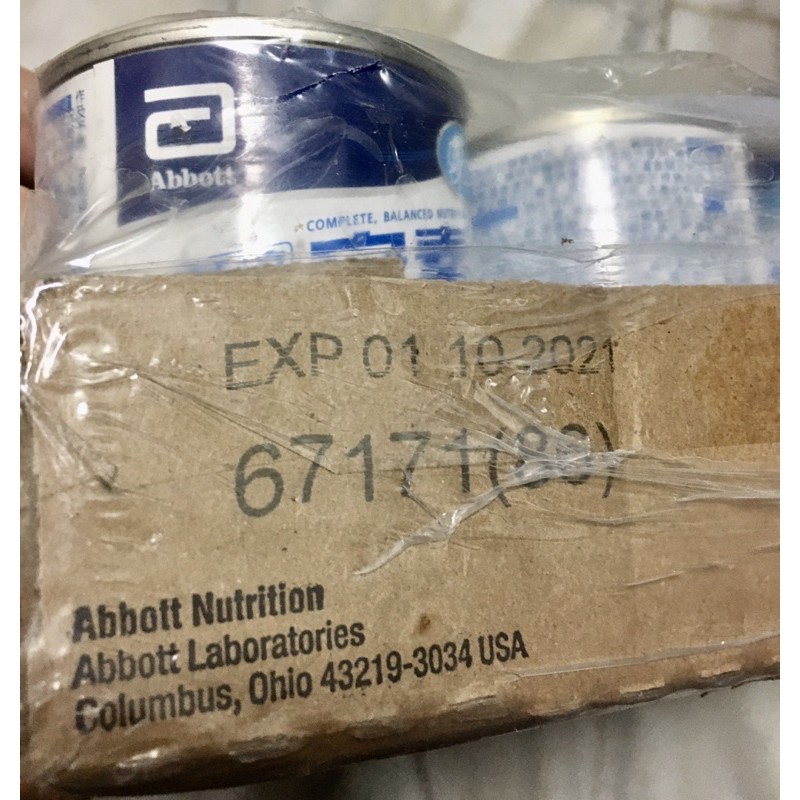 Abbott
COMPLETE, BALANCED
EXP 01 10 2021
67171
Abbott Nutrition
Abbott Laboratories
Columbus, Ohio 43219-3034 USA